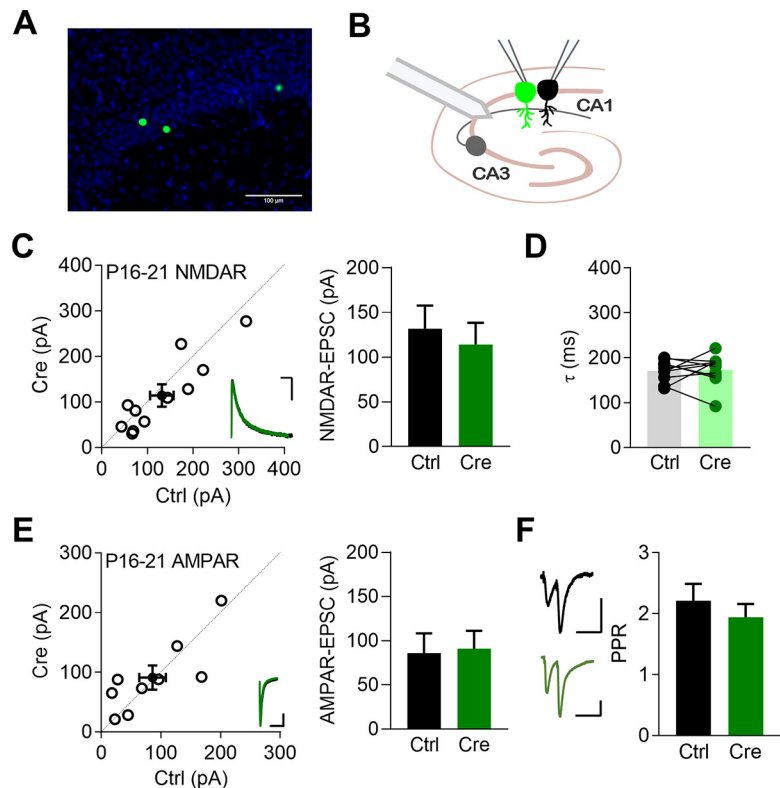 A
100 μm
B
CA1
CA3
C
P16-21 NMDAR
Cre (pA)
400
300
200
100
0
0
100
200
300
400
Ctrl (pA)
NMDAR-EPSC (pA)
200
150
100
50
0
Ctrl
Cre
D
τ (ms)
400
300
200
100
0
Ctrl
Cre
E
P16-21 AMPAR
Cre (pA)
300
200
100
0
0
100
200
300
Ctrl (pA)
AMPAR-EPSC (pA)
200
150
100
50
0
Ctrl
Cre
F
PPR
3
2
1
0
Ctrl
Cre